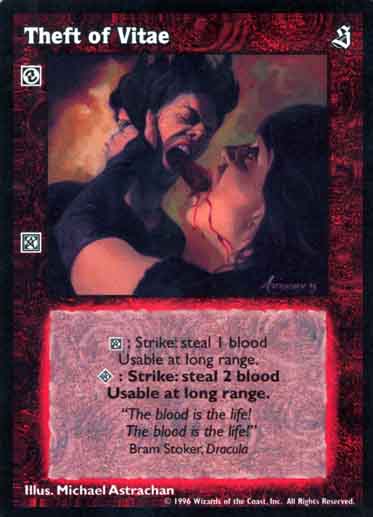 Theft of Vitae
: Strike: steal 1 blood
Usable at long range.
: Strike: steal 2 blood
Usable at long range.
“The blood is the life!
The blood is the life!”
Bram Stoker, Dracula
Illus. Michael Astrachan
© 1996 Wizards of the Coast, Inc. All Rights Reserved.